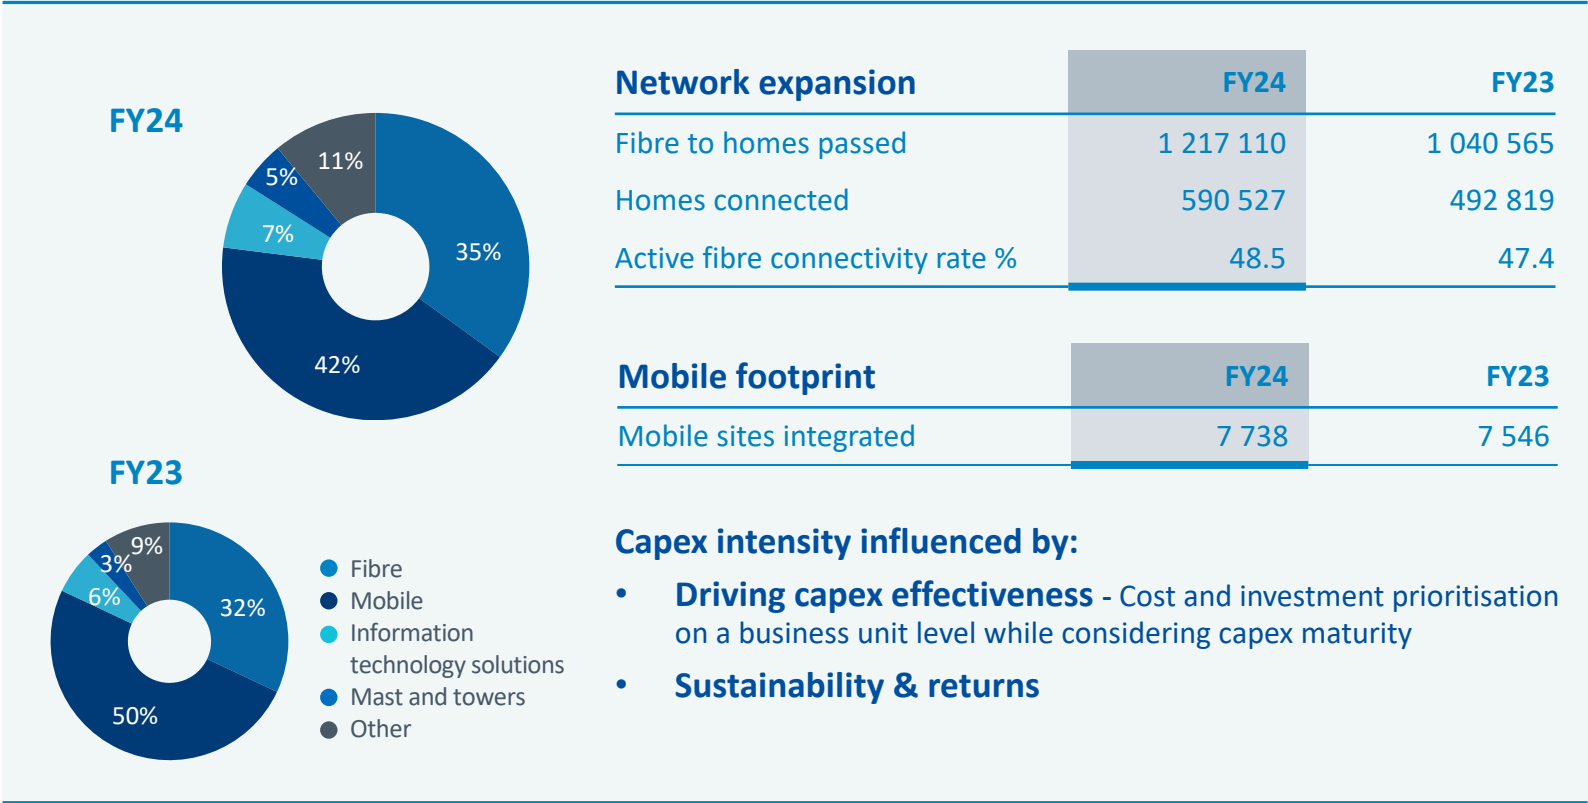 FY24
11%
5%
7%
35%
42%
FY23
9%
3%
6%
32%
50%
Fibre
Mobile
Information
technology solutions
Mast and towers
Other
Network expansion FY24 FY23
Fibre to homes passed 1 217 110 1 040 565
Homes connected 590 527 492 819
Active fibre connectivity rate % 48.5 47.4
Mobile footprint FY24 FY23
Mobile sites integrated 7 738 7 546
Capex intensity influenced by:
• Driving capex effectiveness - Cost and investment prioritisation
on a business unit level while considering capex maturity
• Sustainability & returns